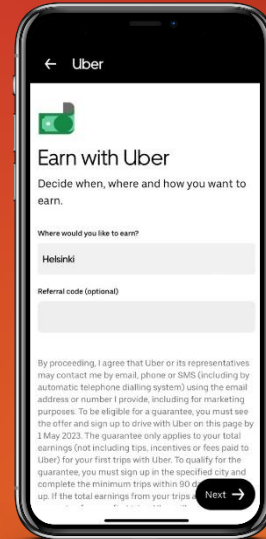 ← Uber
Earn with Uber
Decide when, where and how you want to
earn.
Where would you like to earn?
Helsinki
Referral code (optional)
By proceeding, I agree that Uber or its representatives
may contact me by email, phone or SMS (including by
automatic telephone dialling system) using the email
address or number I provide, including for marketing
purposes. To be eligible for a guarantee, you must see
the offer and sign up to drive with Uber on this page by
1 May 2023. The guarantee only applies to your total
earnings (not including tips, incentives or fees paid to
Uber) for your first trips with Uber. To qualify for the
guarantee, you must sign up in the specified city and
complete the minimum trips within 90
up. If the total earnings from your trips
Next →